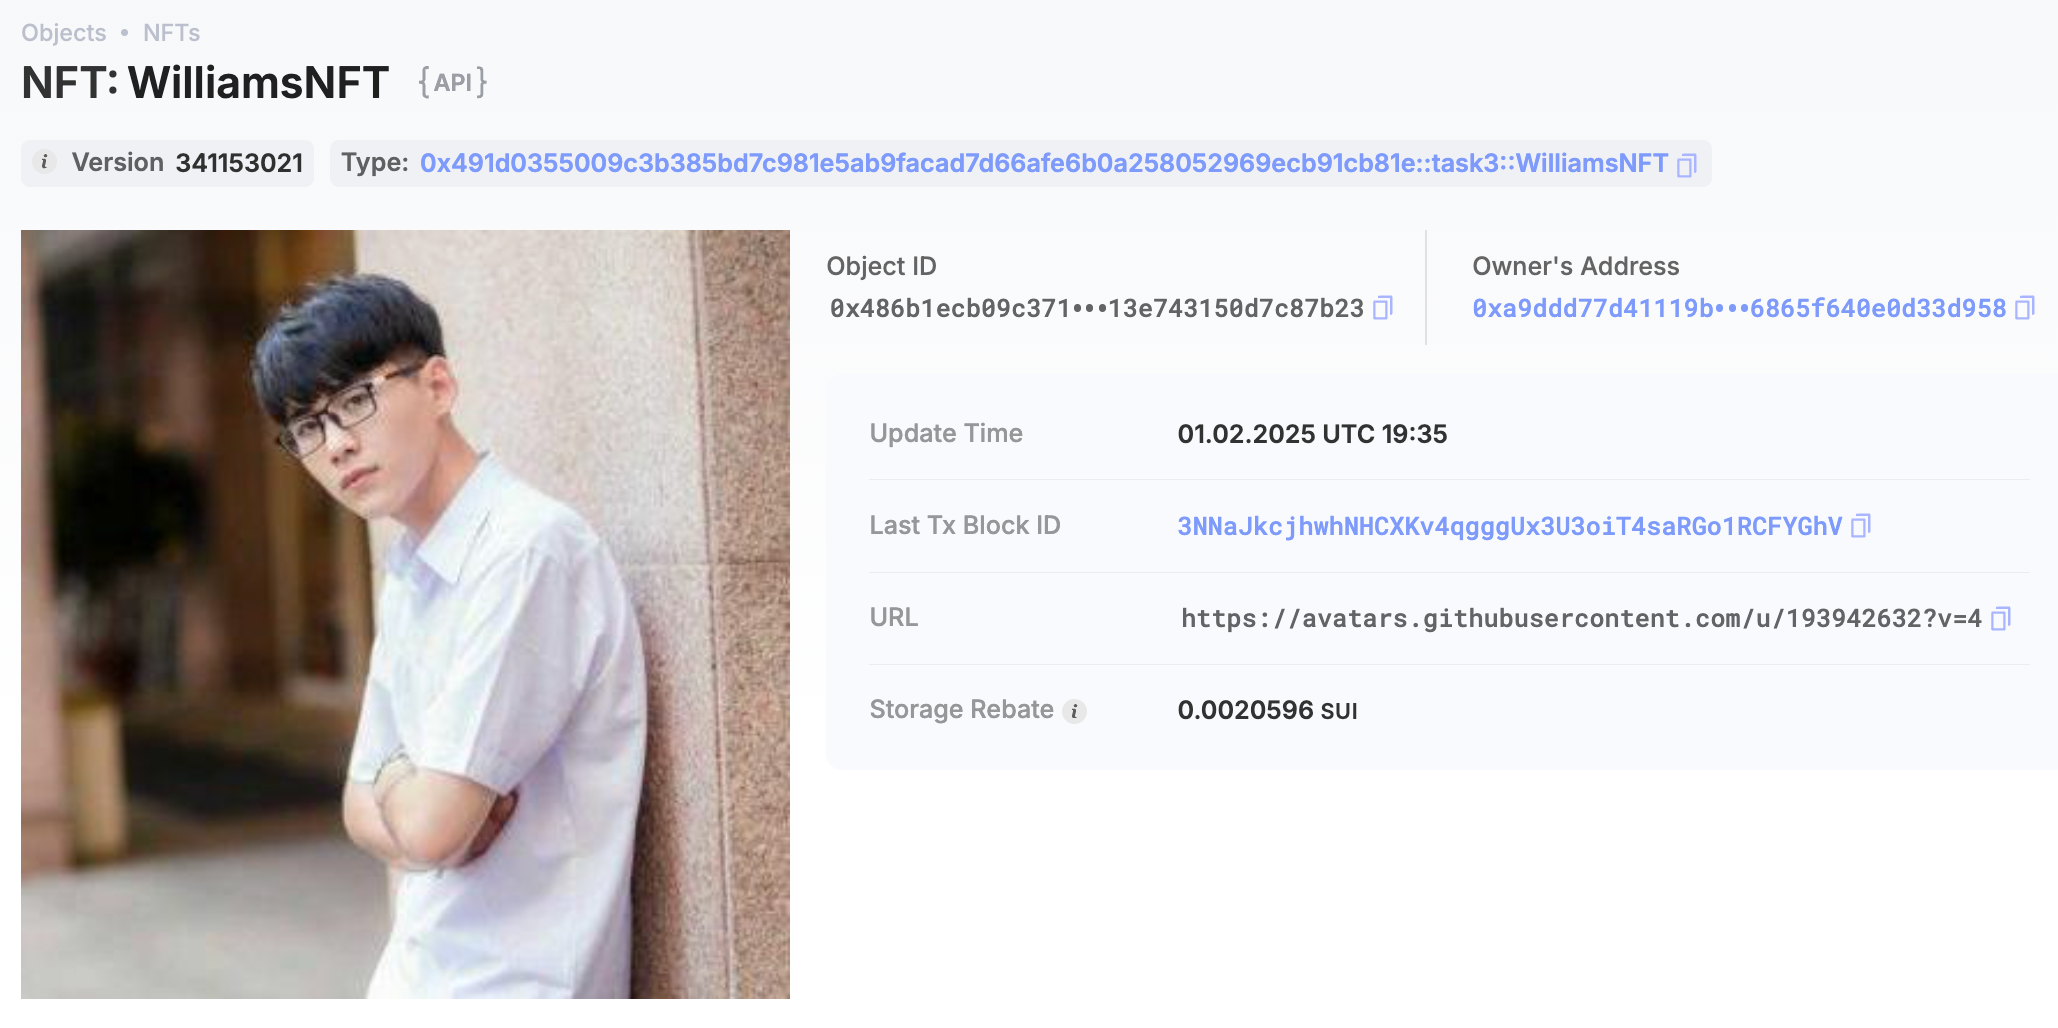 Objects • NFTs
NFT: WilliamsNFT {API}
i Version 341153021 Type: 0x491d0355009c3b385bd7c981e5ab9facad7d66afe6b0a258052969ecb91cb81e::task3::WilliamsNFT
Object ID
0x486b1ecb09c371•••13e743150d7c87b23
Owner's Address
0xa9ddd77d41119b•••6865f640e0d33d958
Update Time 01.02.2025 UTC 19:35
Last Tx Block ID 3NNaJkcjhwhNHCXKv4qgggUx3U3oiT4saRGo1RCFYGhV
URL https://avatars.githubusercontent.com/u/193942632?v=4
Storage Rebate i 0.0020596 SUI